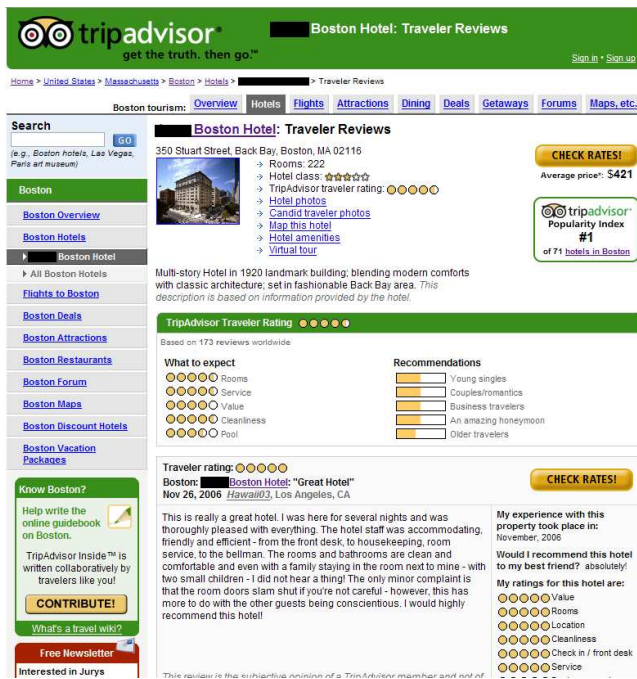 tripadvisor®
get the truth. then go.™
Boston Hotel: Traveler Reviews
Sign in • Sign up
Home > United States > Massachusetts > Boston > Hotels > > Traveler Reviews
Boston tourism: Overview Hotels Flights Attractions Dining Deals Getaways Forums Maps, etc.
Search
GO
(e.g., Boston hotels, Las Vegas,
Paris art museum)
Boston
Boston Overview
Boston Hotels
Boston Hotel
All Boston Hotels
Flights to Boston
Boston Deals
Boston Attractions
Boston Restaurants
Boston Forum
Boston Maps
Boston Discount Hotels
Boston Vacation
Packages
Know Boston?
Help write the
online guidebook
on Boston.
TripAdvisor Inside™ is
written collaboratively by
travelers like you!
CONTRIBUTE!
What's a travel wiki?
Free Newsletter
Interested in Jurys
Boston Hotel: Traveler Reviews
350 Stuart Street, Back Bay, Boston, MA 02116
Rooms: 222
Hotel class:
TripAdvisor traveler rating:
Hotel photos
Candid traveler photos
Map this hotel
Hotel amenities
Virtual tour
CHECK RATES!
Average price*: $421
tripadvisor®
Popularity Index
#1
of 71 hotels in Boston
Multi-story Hotel in 1920 landmark building; blending modern comforts
with classic architecture; set in fashionable Back Bay area. This
description is based on information provided by the hotel.
TripAdvisor Traveler Rating
Based on 173 reviews worldwide
What to expect
Rooms
Service
Value
Cleanliness
Pool
Recommendations
Young singles
Couples/romantics
Business travelers
An amazing honeymoon
Older travelers
Traveler rating:
Boston: Boston Hotel: "Great Hotel"
Nov 26, 2006 Hawaii03, Los Angeles, CA
CHECK RATES!
This is really a great hotel. I was here for several nights and was
thoroughly pleased with everything. The hotel staff was accommodating,
friendly and efficient - from the front desk, to housekeeping, room
service, to the bellman. The rooms and bathrooms are clean and
comfortable and even with a family staying in the room next to mine - with
two small children - I did not hear a thing! The only minor complaint is
that the room doors slam shut if you're not careful - however, this has
more to do with the other guests being conscientious. I would highly
recommend this hotel!
This review is the subjective opinion of a TripAdvisor member and not of
My experience with this
property took place in:
November, 2006
Would I recommend this hotel
to my best friend? absolutely!
My ratings for this hotel are:
Value
Rooms
Location
Cleanliness
Check in / front desk
Service